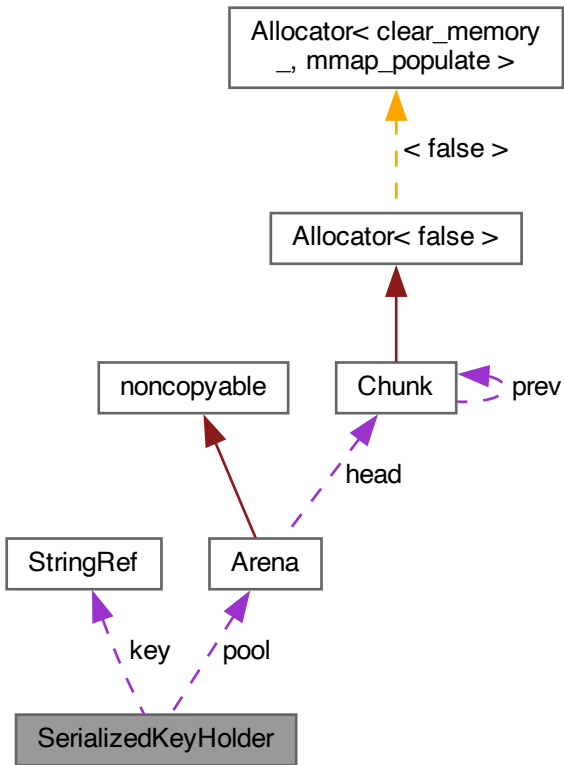 Allocator< clear_memory
_, mmap_populate >
< false >
Allocator< false >
noncopyable
Chunk
prev
head
StringRef
Arena
key
pool
SerializedKeyHolder